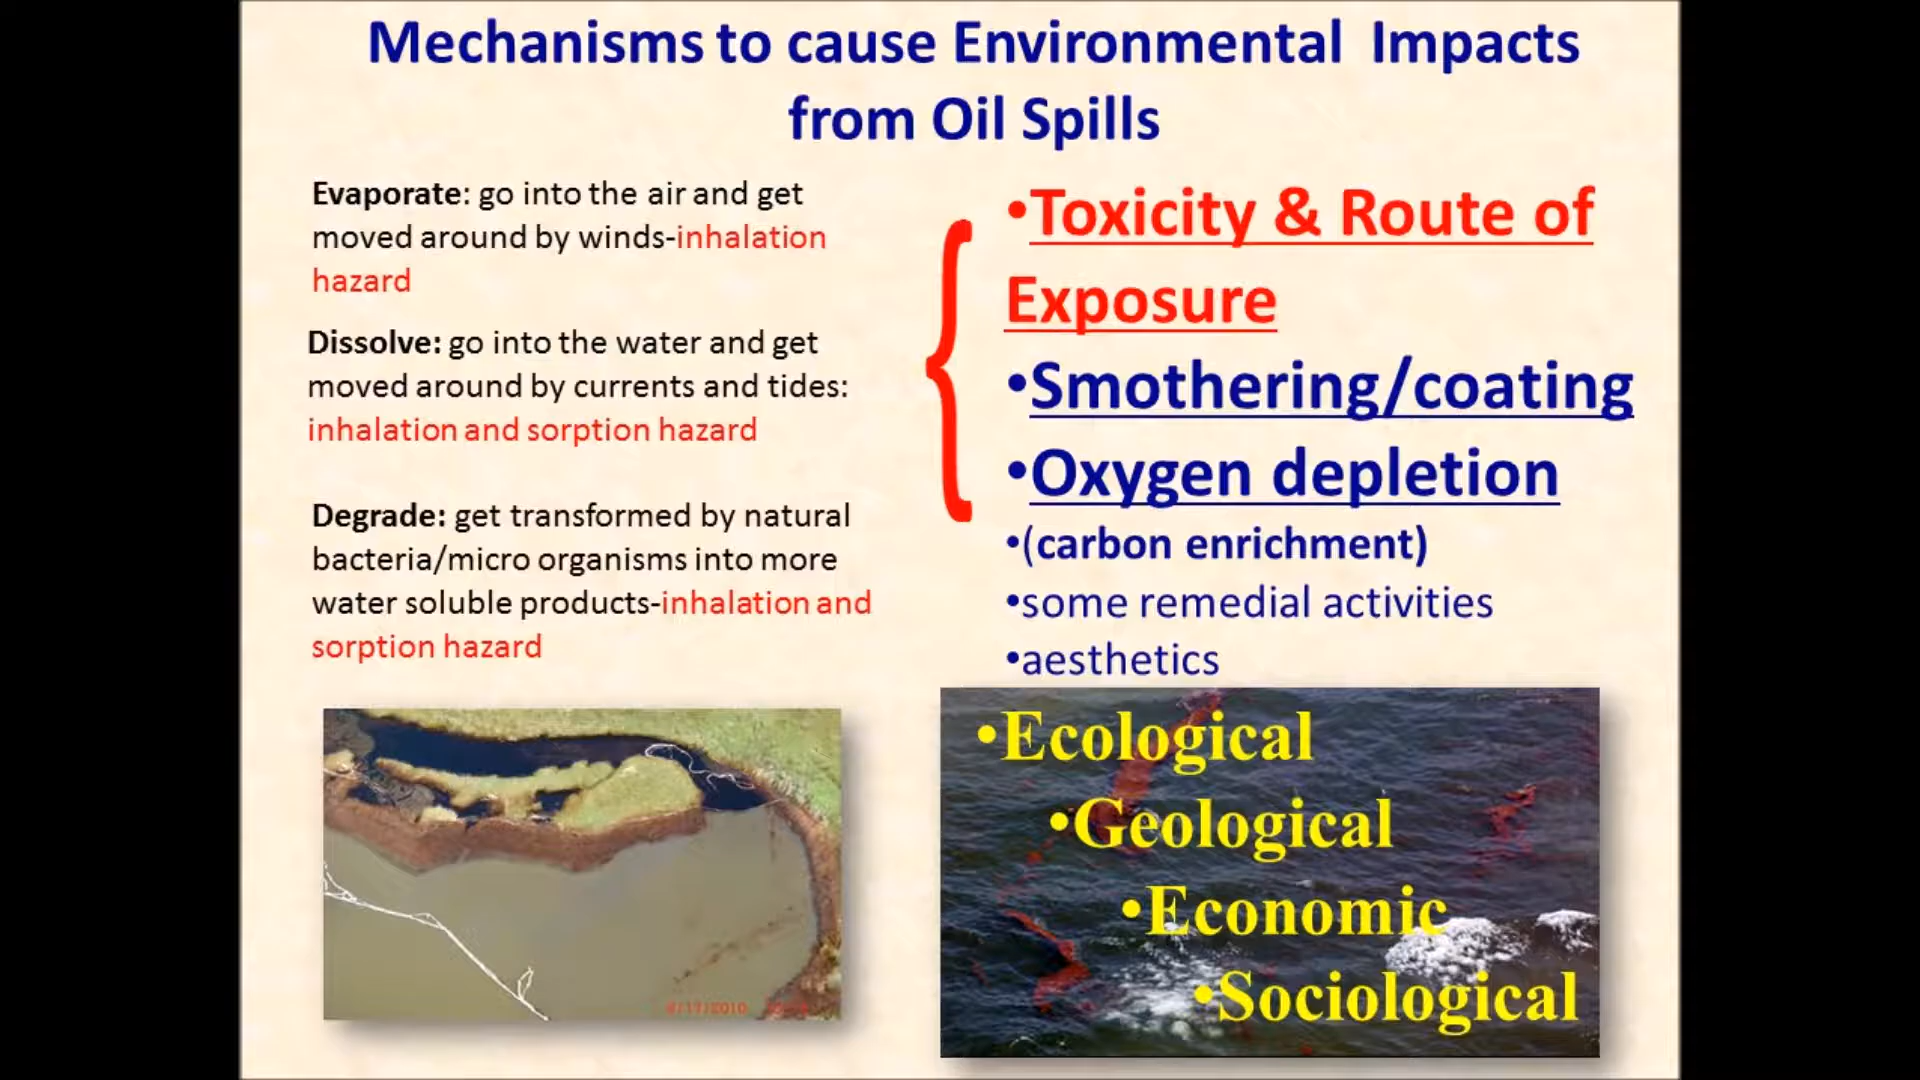 Mechanisms to cause Environmental Impacts
from Oil Spills
Evaporate: go into the air and get
moved around by winds-inhalation
hazard
Dissolve: go into the water and get
moved around by currents and tides:
inhalation and sorption hazard
Degrade: get transformed by natural
bacteria/micro organisms into more
water soluble products-inhalation and
sorption hazard
•Toxicity & Route of
Exposure
•Smothering/coating
•Oxygen depletion
•(carbon enrichment)
•some remedial activities
•aesthetics
•Ecological
•Geological
•Economic
•Sociological